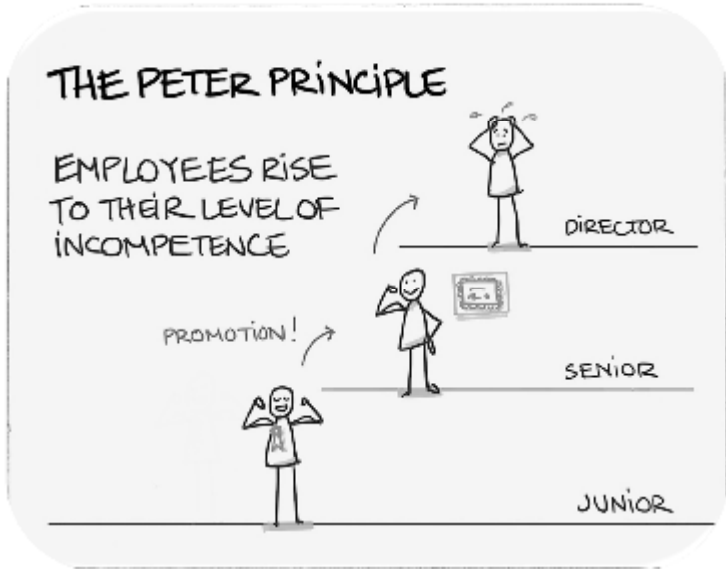 THE PETER PRINCIPLE
EMPLOYEES RISE
TO THEIR LEVEL OF
INCOMPETENCE
DIRECTOR
PROMOTION!
SENIOR
JUNIOR